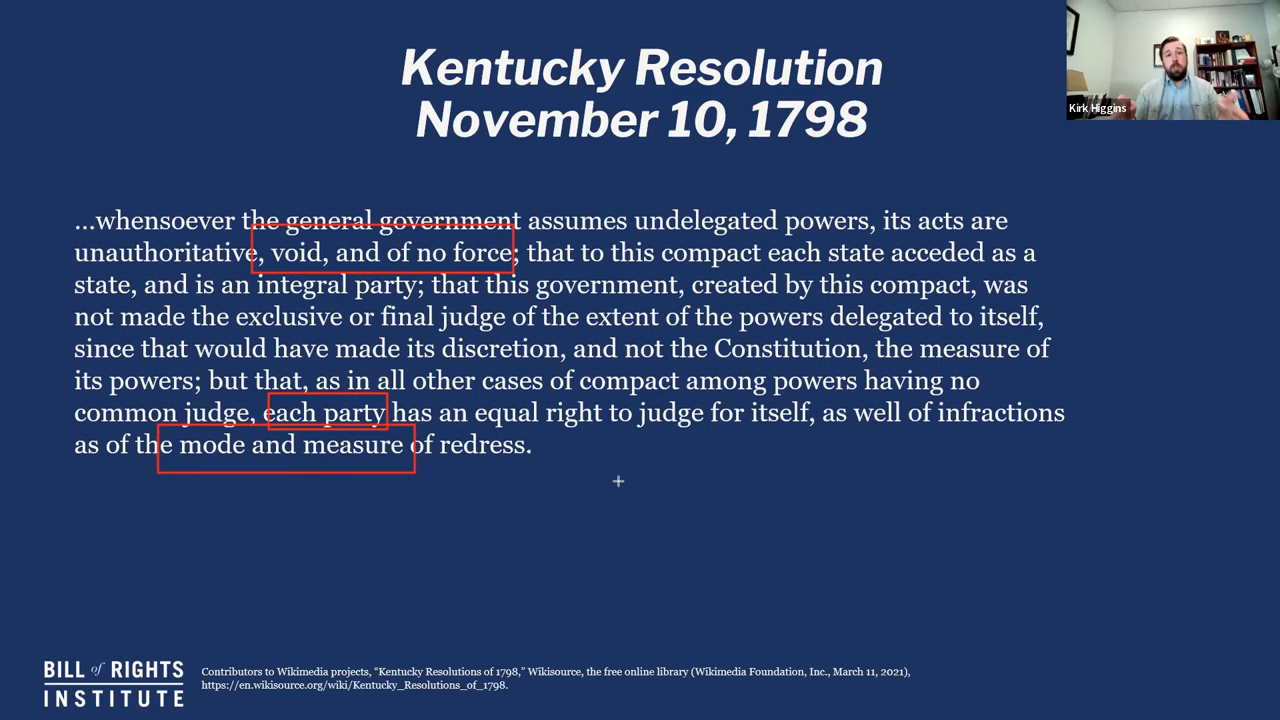 Kentucky Resolution
November 10, 1798
Kirk Higgins
...whensoever the general government assumes undelegated powers, its acts are
unauthoritative, void, and of no force; that to this compact each state acceded as a
state, and is an integral party; that this government, created by this compact, was
not made the exclusive or final judge of the extent of the powers delegated to itself,
since that would have made its discretion, and not the Constitution, the measure of
its powers; but that, as in all other cases of compact among powers having no
common judge, each party has an equal right to judge for itself, as well of infractions
as of the mode and measure of redress.
BILL of RIGHTS
INSTITUTE
Contributors to Wikimedia projects, “Kentucky Resolutions of 1798,” Wikisource, the free online library (Wikimedia Foundation, Inc., March 11, 2021),
https://en.wikisource.org/wiki/Kentucky_Resolutions_of_1798.